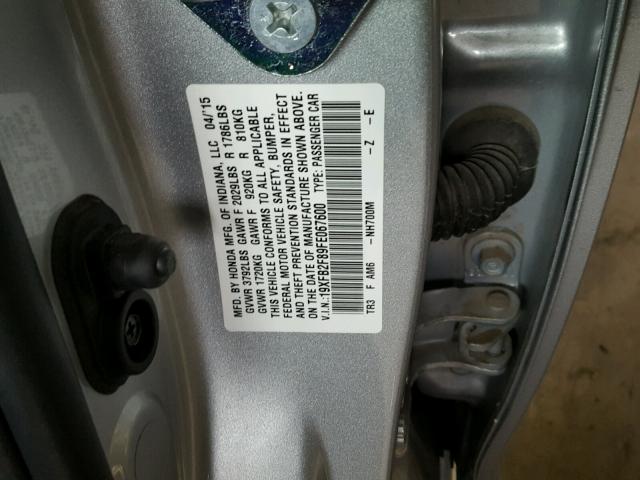 MFD. BY HONDA MFG. OF INDIANA, LLC 04/15
GVWR 3792LBS GAWR F 2029LBS R 1786LBS
GVWR 1720KG GAWR F 920KG R 810KG
THIS VEHICLE CONFORMS TO ALL APPLICABLE
FEDERAL MOTOR VEHICLE SAFETY, BUMPER,
AND THEFT PREVENTION STANDARDS IN EFFECT
ON THE DATE OF MANUFACTURE SHOWN ABOVE.
V.I.N.:19XFB2F89FE067600 TYPE: PASSENGER CAR
TR3 F AM6 -NH700M -Z -E